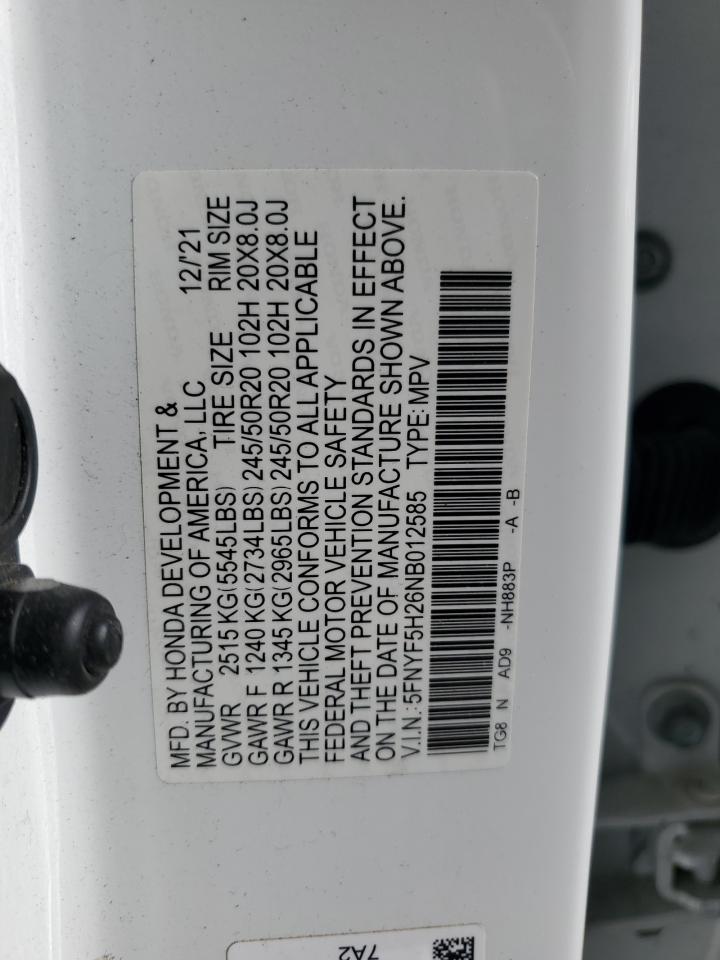 MFD. BY HONDA DEVELOPMENT &
MANUFACTURING OF AMERICA, LLC 12/'21
GVWR 2515 KG(5545LBS) TIRE SIZE RIM SIZE
GAWR F 1240 KG(2734LBS) 245/50R20 102H 20X8.0J
GAWR R 1345 KG(2965LBS) 245/50R20 102H 20X8.0J
THIS VEHICLE CONFORMS TO ALL APPLICABLE
FEDERAL MOTOR VEHICLE SAFETY
AND THEFT PREVENTION STANDARDS IN EFFECT
ON THE DATE OF MANUFACTURE SHOWN ABOVE.
V.I.N.: 5FNYF5H26NB012585 TYPE: MPV
TG8 N AD9 -NH883P -A -B
7A2